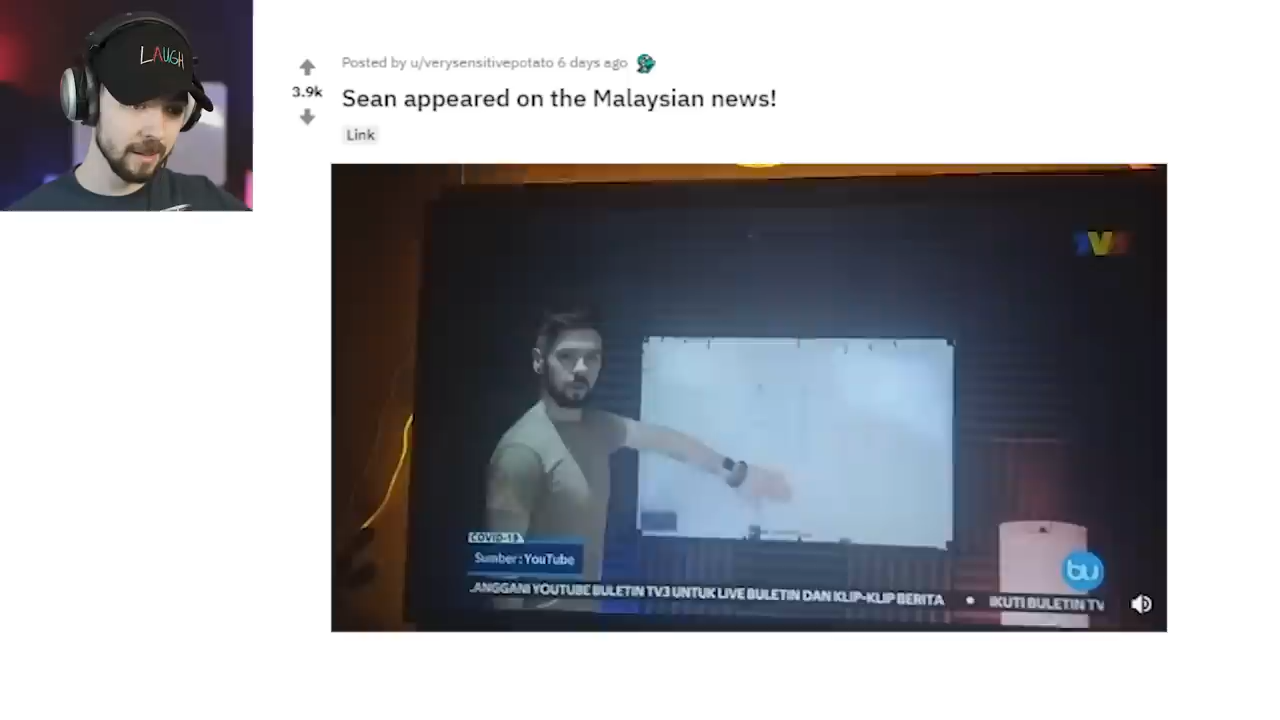 LAUGH
Posted by u/verysensitivepotato 6 days ago
3.9k
Sean appeared on the Malaysian news!
Link
TV3
COVID-19
Sumber: YouTube
bu
ANGGANI YOUTUBE BULETIN TV3 UNTUK LIVE BULETIN DAN KLIP-KLIP BERITA • IKUTI BULETIN TV